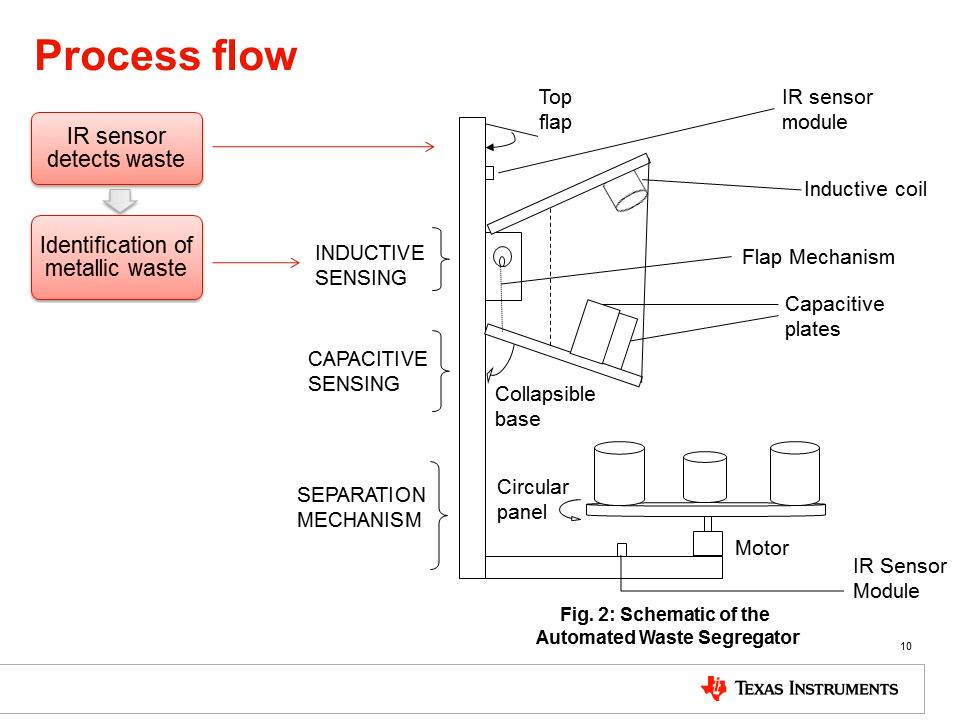 Process flow
IR sensor
detects waste
Identification of
metallic waste
INDUCTIVE
SENSING
CAPACITIVE
SENSING
SEPARATION
MECHANISM
Top
flap
IR sensor
module
Inductive coil
Flap Mechanism
Capacitive
plates
Collapsible
base
Circular
panel
Motor
IR Sensor
Module
Fig. 2: Schematic of the
Automated Waste Segregator
10
TEXAS INSTRUMENTS